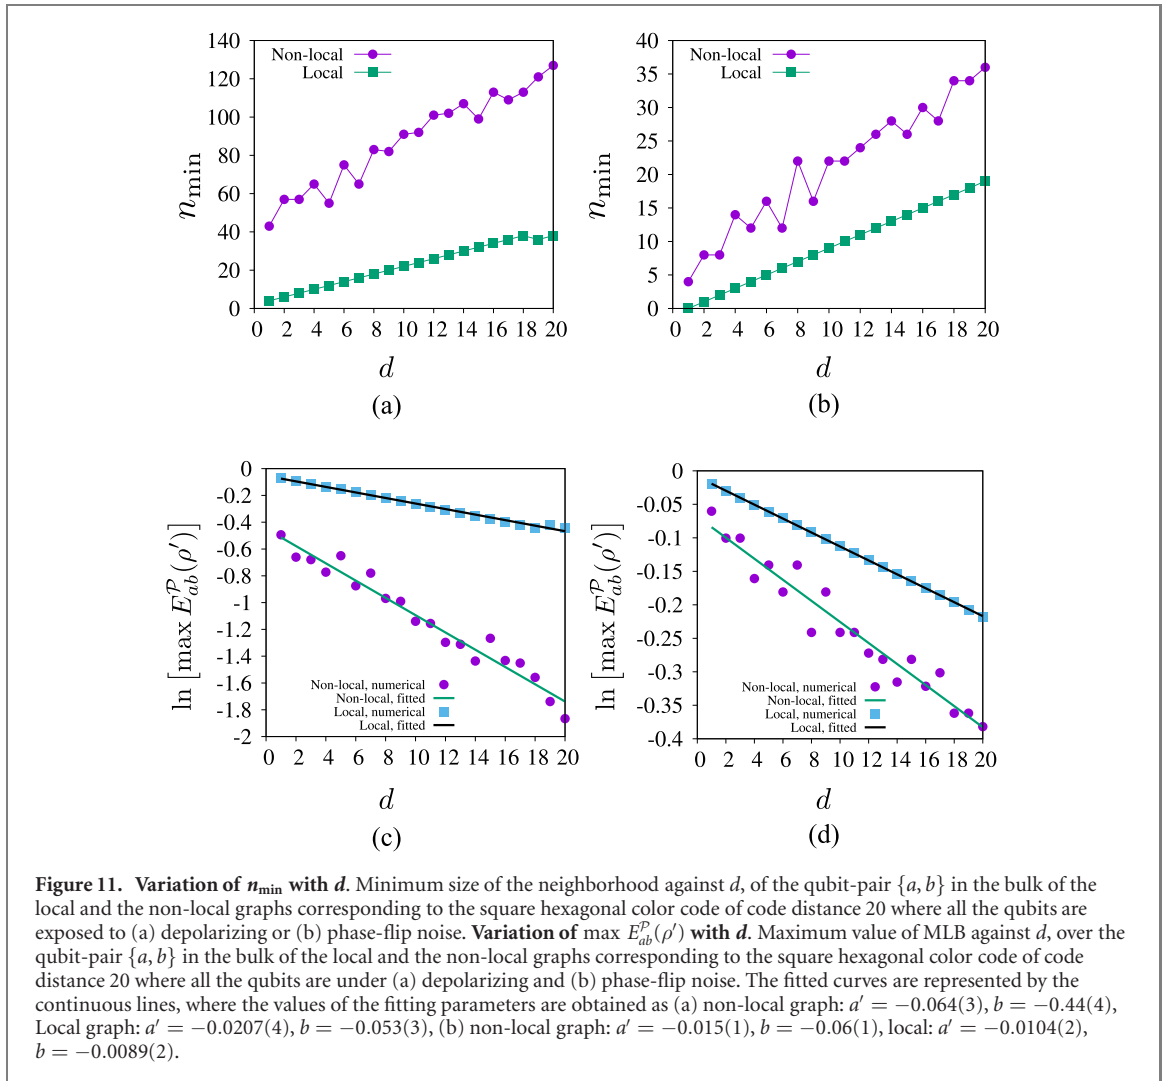 140
120
100
80
60
40
20
0
0 2 4 6 8 10 12 14 16 18 20
n_min
d
Non-local
Local
(a)
40
35
30
25
20
15
10
5
0
0 2 4 6 8 10 12 14 16 18 20
n_min
d
Non-local
Local
(b)
0
-0.2
-0.4
-0.6
-0.8
-1
-1.2
-1.4
-1.6
-1.8
-2
0 2 4 6 8 10 12 14 16 18 20
ln [max E^P_ab(ρ′)]
d
Non-local, numerical
Non-local, fitted
Local, numerical
Local, fitted
(c)
0
-0.05
-0.1
-0.15
-0.2
-0.25
-0.3
-0.35
-0.4
0 2 4 6 8 10 12 14 16 18 20
ln [max E^P_ab(ρ′)]
d
Non-local, numerical
Non-local, fitted
Local, numerical
Local, fitted
(d)
Figure 11. Variation of n_min with d. Minimum size of the neighborhood against d, of the qubit-pair {a, b} in the bulk of the
local and the non-local graphs corresponding to the square hexagonal color code of code distance 20 where all the qubits are
exposed to (a) depolarizing or (b) phase-flip noise. Variation of max E^P_ab(ρ′) with d. Maximum value of MLB against d, over the
qubit-pair {a, b} in the bulk of the local and the non-local graphs corresponding to the square hexagonal color code of code
distance 20 where all the qubits are under (a) depolarizing and (b) phase-flip noise. The fitted curves are represented by the
continuous lines, where the values of the fitting parameters are obtained as (a) non-local graph: a′ = −0.064(3), b = −0.44(4),
Local graph: a′ = −0.0207(4), b = −0.053(3), (b) non-local graph: a′ = −0.015(1), b = −0.06(1), local: a′ = −0.0104(2),
b = −0.0089(2).